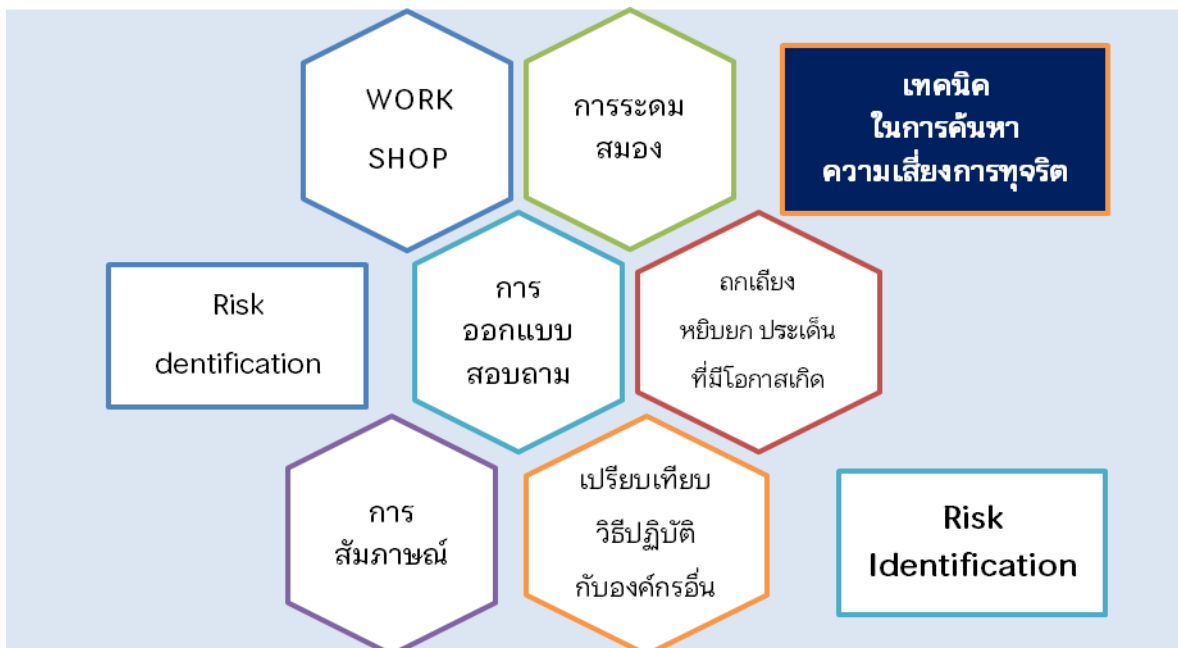 WORK
SHOP
การระดม
สมอง
เทคนิค
ในการค้นหา
ความเสี่ยงการทุจริต
Risk
dentification
การ
ออกแบบ
สอบถาม
ถกเถียง
หยิบยก ประเด็น
ที่มีโอกาสเกิด
การ
สัมภาษณ์
เปรียบเทียบ
วิธีปฏิบัติ
กับองค์กรอื่น
Risk
Identification